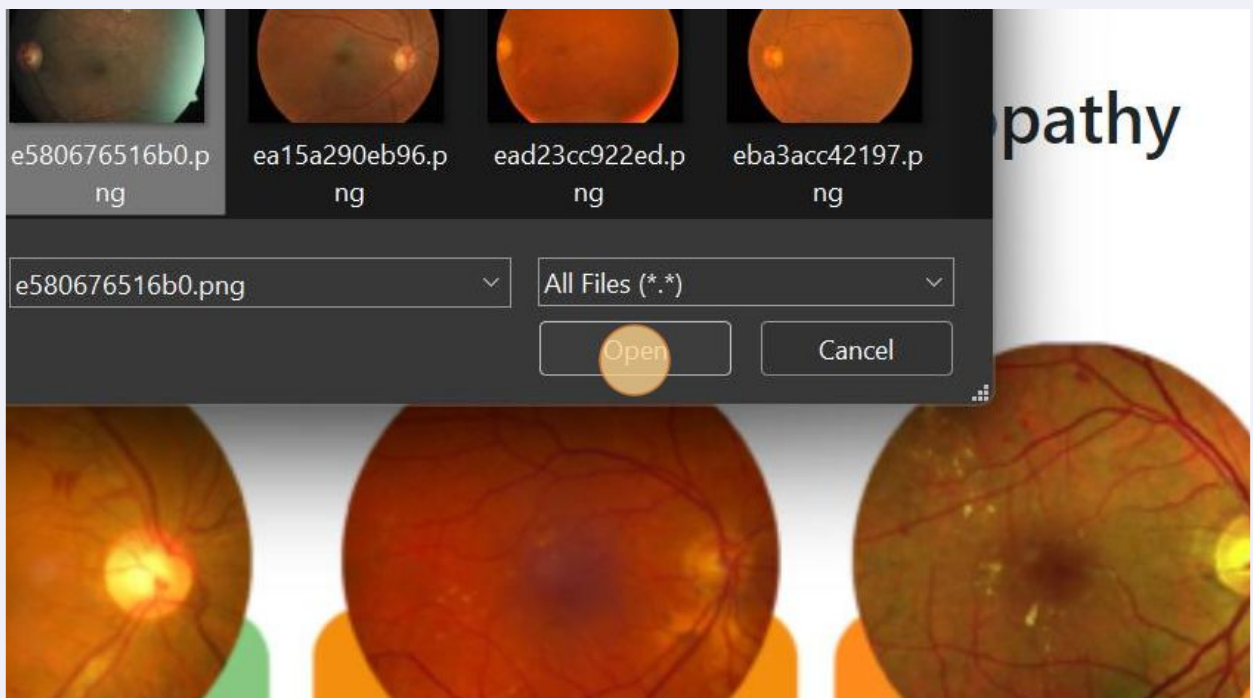 pathy
e580676516b0.p
ng
ea15a290eb96.p
ng
ead23cc922ed.p
ng
eba3acc42197.p
ng
e580676516b0.png
All Files (*.*)
Open
Cancel